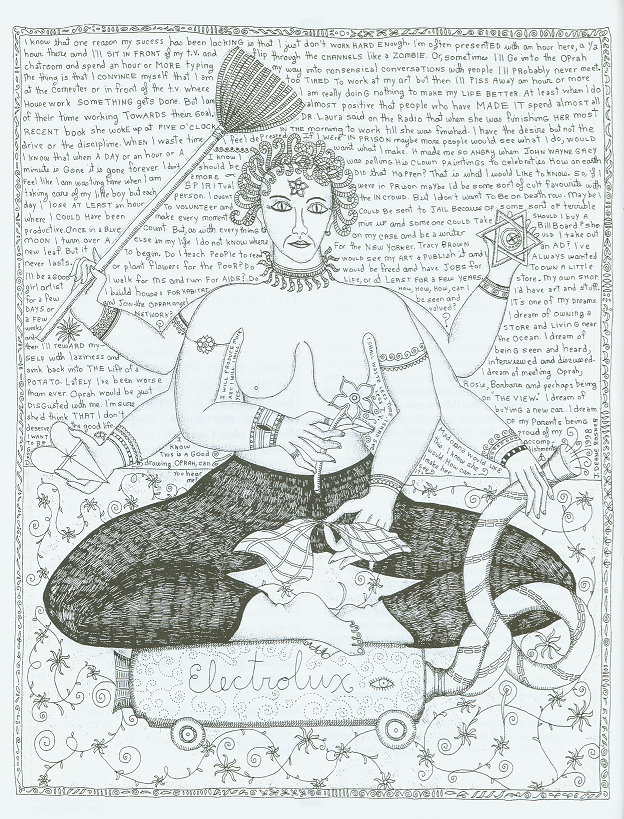 I know that one reason my sucess has been lacking is that I just don't work hard enough. I'm often presented with an hour here, a ½
hour there and I'll sit in front of my t.v. and flip through the channels like a zombie. Or, sometimes I'll go into the Oprah
chatroom and spend an hour or more typing my way into nonsensical conversations with people I'll probably never meet.
The thing is that I convince myself that I am too tired to work at my art but then I'll piss away an hour or more
at the computer or in front of the t.v. where I am really doing nothing to make my life better. At least when I do
housework something gets done. But I am almost positive that people who have made it spend almost all
of their time working towards their goal. Dr Laura said on the radio that when she was finishing her most
recent book she woke up at five o'clock in the morning to work till she was finished. I have the desire but not the
drive or the discipline. When I waste time I feel depressed. If I were in prison maybe more people would see what I do, would
I know that when a day or an hour or a I know I want what I make. It made me so angry when John Wayne Gacy
minute is gone it is gone forever. I don't should be was selling his clown paintings to celebrities. How on earth
feel like I am wasting time when I am a more did that happen? That is what I would like to know. So, if I
taking care of my little boy but each spiritual were in prison maybe I'd be some sort of cult favourite with
day I lose at least an hour person. I ought the in crowd. But I don't want to be on death row. Maybe I
where I could have been to volunteer and could be sent to jail because of some sort of terrible
productive. Once in a blue make every moment mix up and someone could take should I buy a
moon I turn over a count. But, as with everything my case and be a writer billboard? sho
new leaf. But it else in my life I do not know where for the New Yorker. Tracy Brown uld I take out
never lasts. to begin. Do I teach people to read would see my art & publish it and I an ad? I've
I'll be a good or plant flowers for the poor? Do would be freed and have jobs for always wanted
girl artist I walk for MS and run for AIDS? Do life, or at least for a few years. to own a little
for a few I build houses for Habitat how, how, how, can I store. My own shop.
days or and join the Oprah angel be seen and I'd have art and stuff.
a few network? valued? It's one of my dreams.
weeks I dream of owning a
and store and living near
then I'll reward my- the ocean. I dream of
self with laziness and being seen and heard,
sink back into the life of a interviewed and discussed.
potato. Lately I've been worse I dream of meeting Oprah,
than ever. Oprah would be just Rosie, Barbara and perhaps being
disgusted with me. I'm sure on "The View." I dream of
she'd think that I don't buying a new car. I dream
deserve the good life of my parents being
I want to be proud of my
accomp-
lishments
know
this is a good
drawing. Oprah, can
you hear
me?
Madonna would like
me I know she
would. How can I
make her
Electrolux
J. Deane Rosner 1998